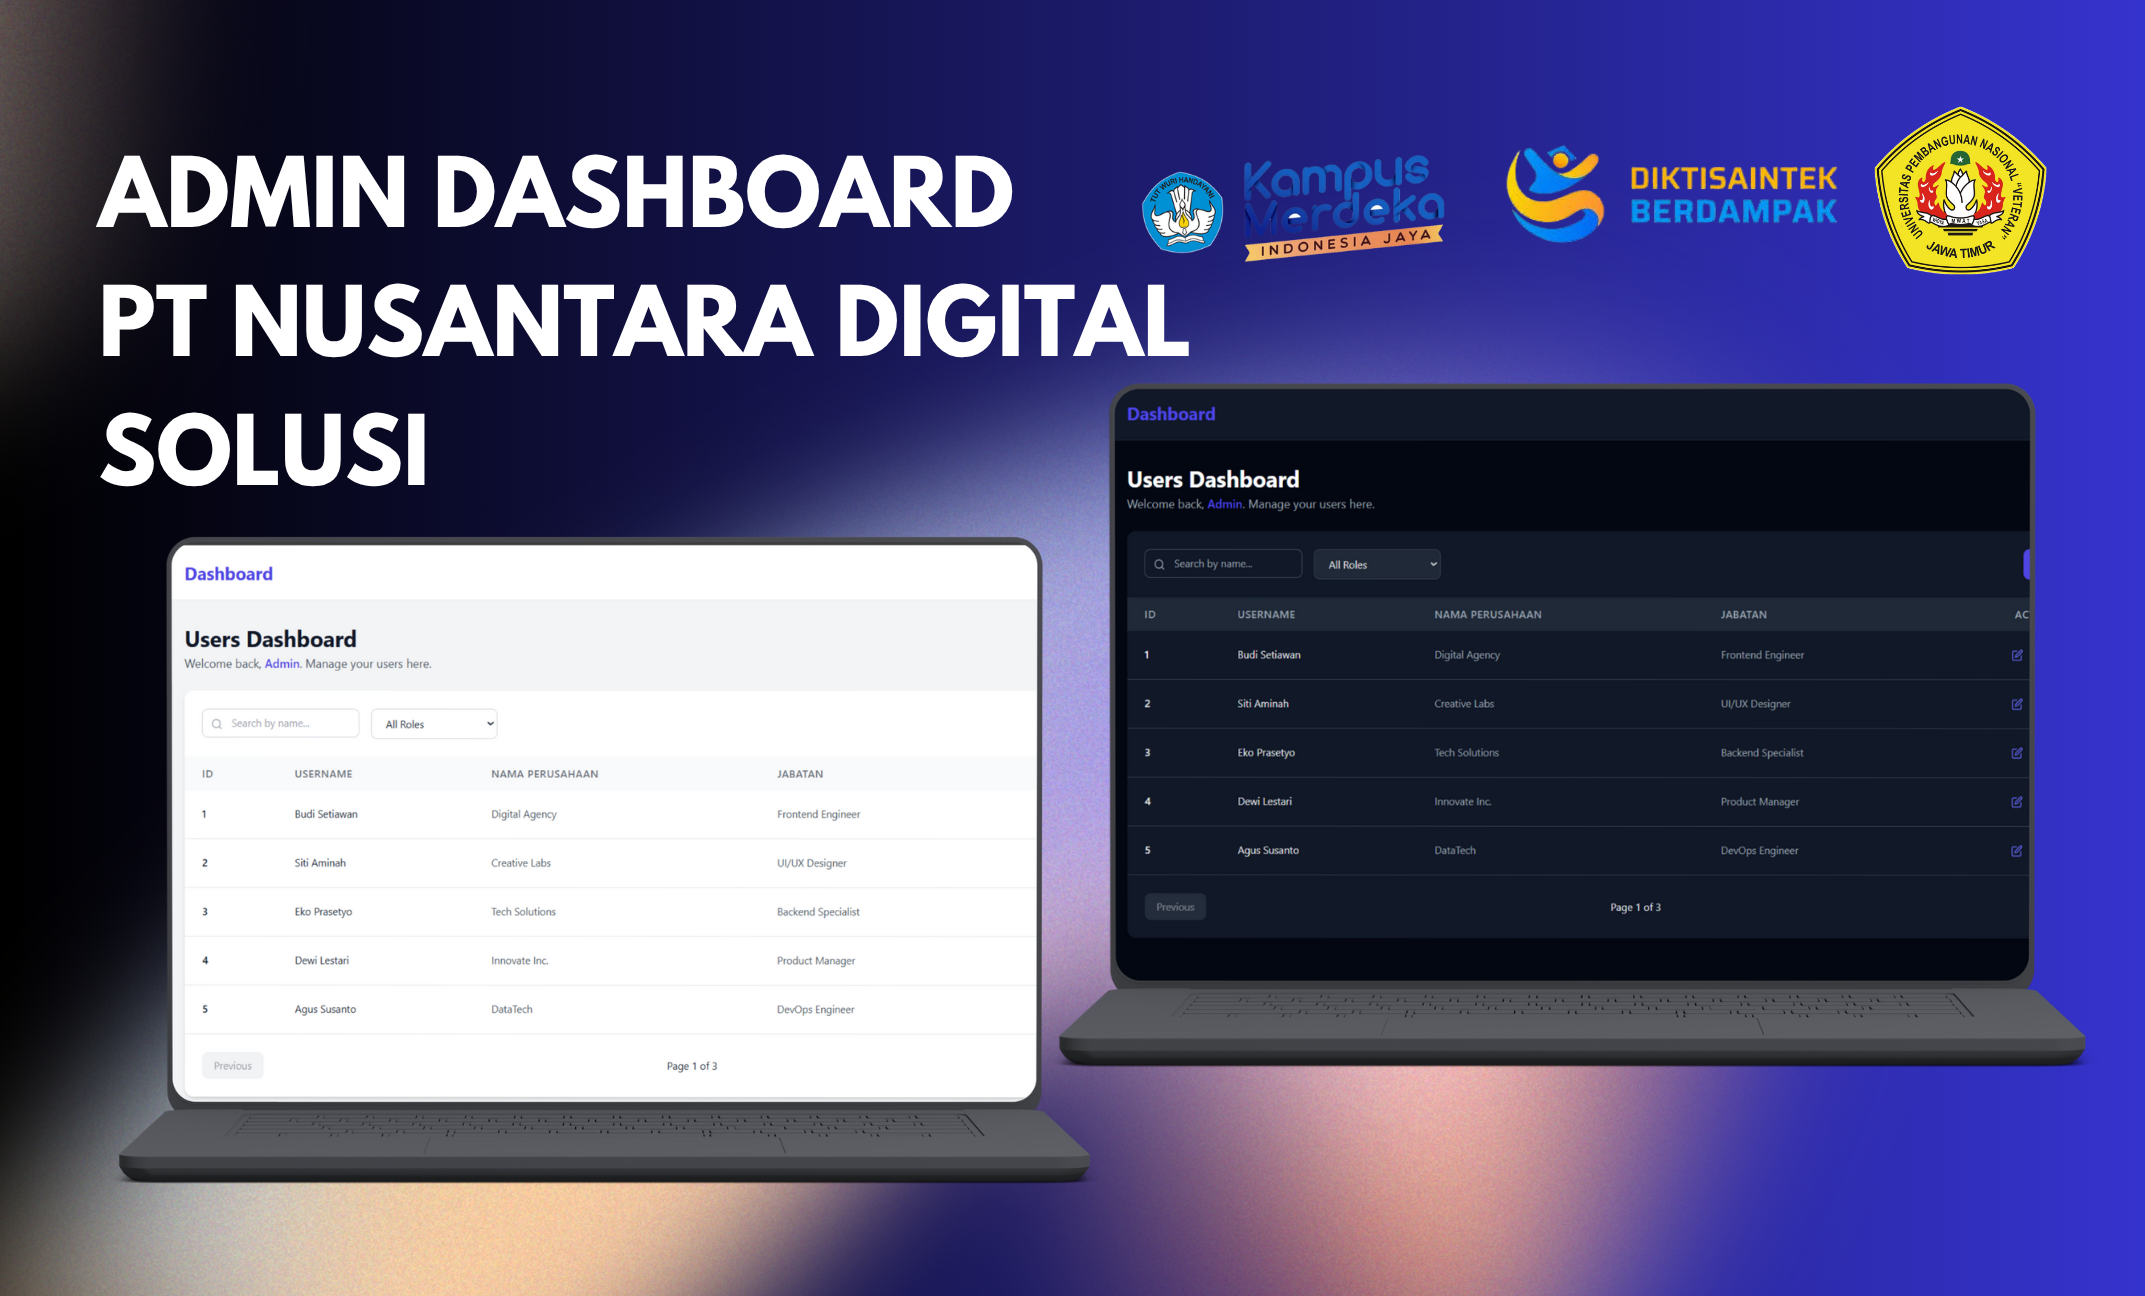 ADMIN DASHBOARD
PT NUSANTARA DIGITAL
SOLUSI
TUT WURI HANDAYANI
Kampus
Merdeka
INDONESIA JAYA
DIKTISAINTEK
BERDAMPAK
UNIVERSITAS PEMBANGUNAN NASIONAL "VETERAN"
JAWA TIMUR
Dashboard
Users Dashboard
Welcome back, Admin. Manage your users here.
Search by name...
All Roles
ID USERNAME NAMA PERUSAHAAN JABATAN
1 Budi Setiawan Digital Agency Frontend Engineer
2 Siti Aminah Creative Labs UI/UX Designer
3 Eko Prasetyo Tech Solutions Backend Specialist
4 Dewi Lestari Innovate Inc. Product Manager
5 Agus Susanto DataTech DevOps Engineer
Previous Page 1 of 3
Dashboard
Users Dashboard
Welcome back, Admin. Manage your users here.
Search by name...
All Roles
ID USERNAME NAMA PERUSAHAAN JABATAN AC
1 Budi Setiawan Digital Agency Frontend Engineer
2 Siti Aminah Creative Labs UI/UX Designer
3 Eko Prasetyo Tech Solutions Backend Specialist
4 Dewi Lestari Innovate Inc. Product Manager
5 Agus Susanto DataTech DevOps Engineer
Previous Page 1 of 3